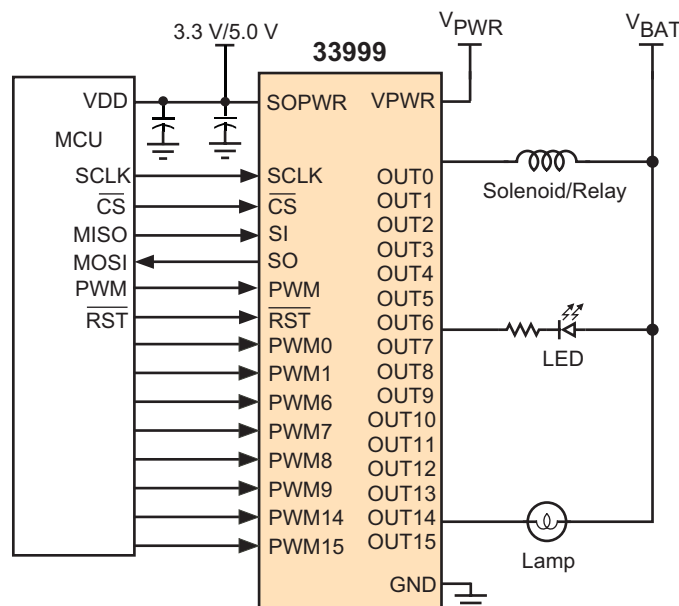 3.3 V/5.0 V
33999
VPWR
VBAT
VDD
MCU
SCLK
CS
MISO
MOSI
PWM
RST
SOPWR
SCLK
CS
SI
SO
PWM
RST
PWM0
PWM1
PWM6
PWM7
PWM8
PWM9
PWM14
PWM15
VPWR
OUT0
OUT1
OUT2
OUT3
OUT4
OUT5
OUT6
OUT7
OUT8
OUT9
OUT10
OUT11
OUT12
OUT13
OUT14
OUT15
GND
Solenoid/Relay
LED
Lamp